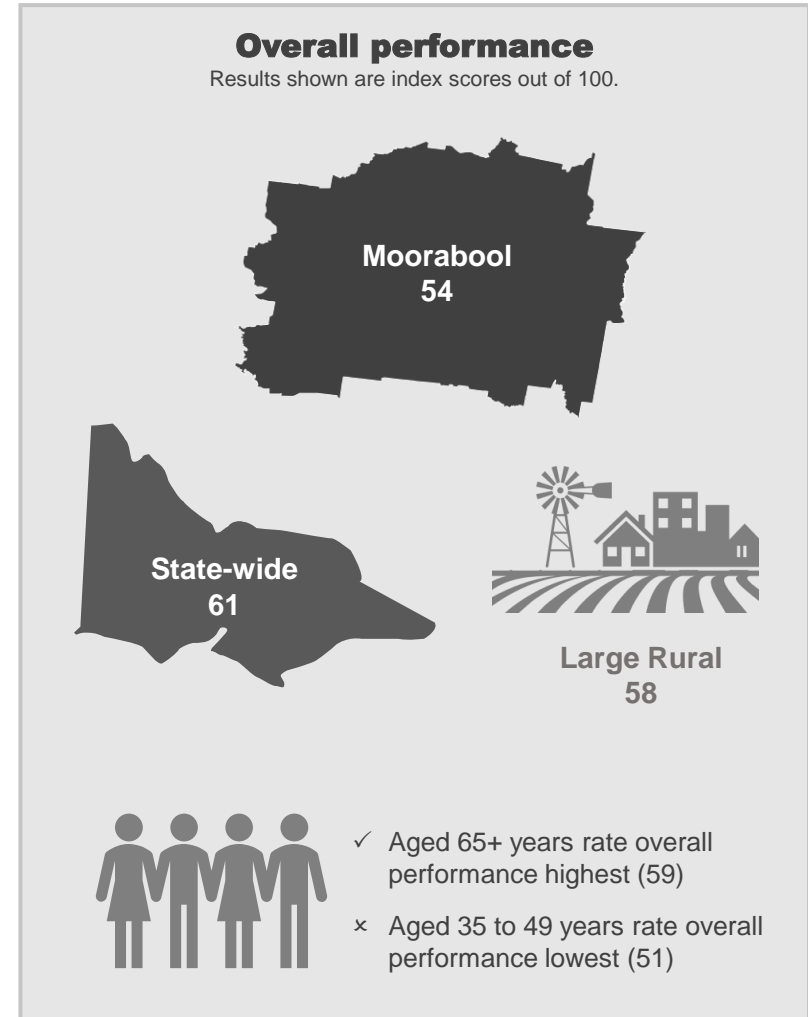 Overall performance
Results shown are index scores out of 100.
Moorabool
54
State-wide
61
Large Rural
58
✓ Aged 65+ years rate overall
performance highest (59)
× Aged 35 to 49 years rate overall
performance lowest (51)